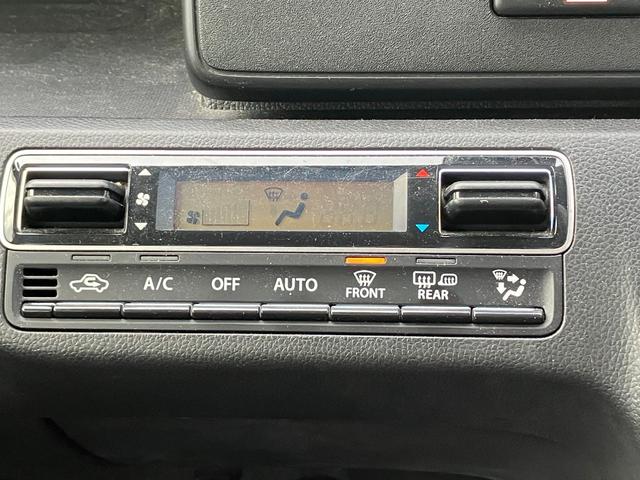 A/C OFF AUTO FRONT REAR